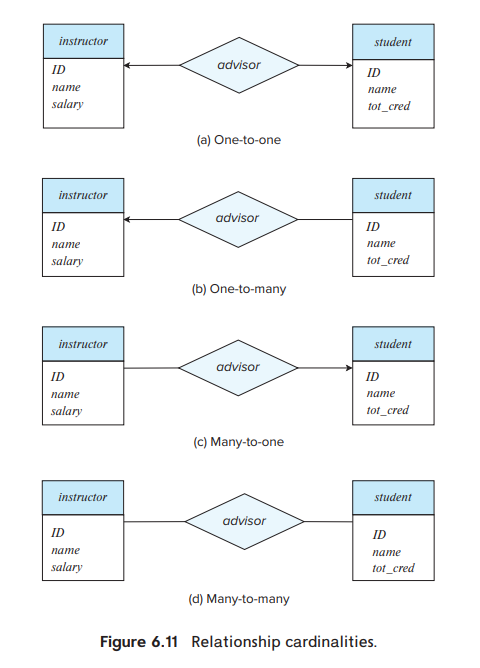 instructor
advisor
student
ID
name
salary
ID
name
tot_cred
(a) One-to-one
instructor
advisor
student
ID
name
salary
ID
name
tot_cred
(b) One-to-many
instructor
advisor
student
ID
name
salary
ID
name
tot_cred
(c) Many-to-one
instructor
advisor
student
ID
name
salary
ID
name
tot_cred
(d) Many-to-many
Figure 6.11 Relationship cardinalities.